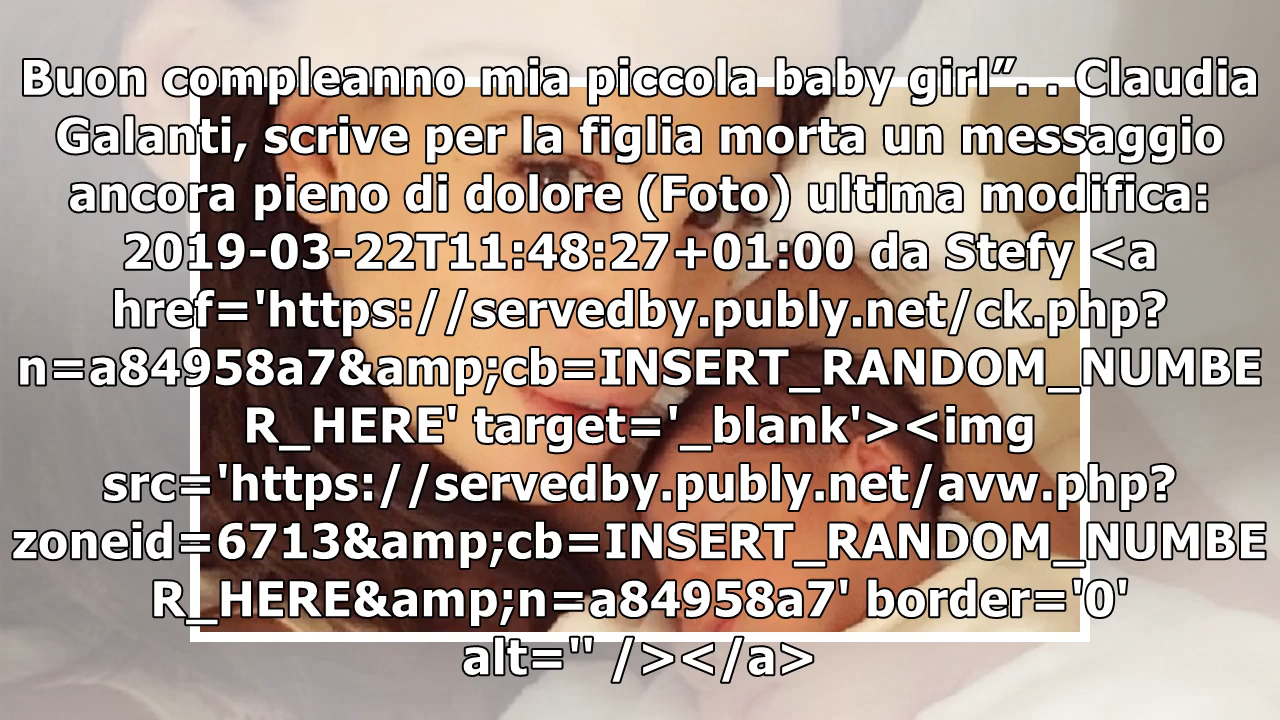 Buon compleanno mia piccola baby girl”. . Claudia
Galanti, scrive per la figlia morta un messaggio
ancora pieno di dolore (Foto) ultima modifica:
2019-03-22T11:48:27+01:00 da Stefy <a
href='https://servedby.publy.net/ck.php?
n=a84958a7&amp;cb=INSERT_RANDOM_NUMBE
R_HERE' target='_blank'><img
src='https://servedby.publy.net/avw.php?
zoneid=6713&amp;cb=INSERT_RANDOM_NUMBE
R_HERE&amp;n=a84958a7' border='0'
alt='' /></a>